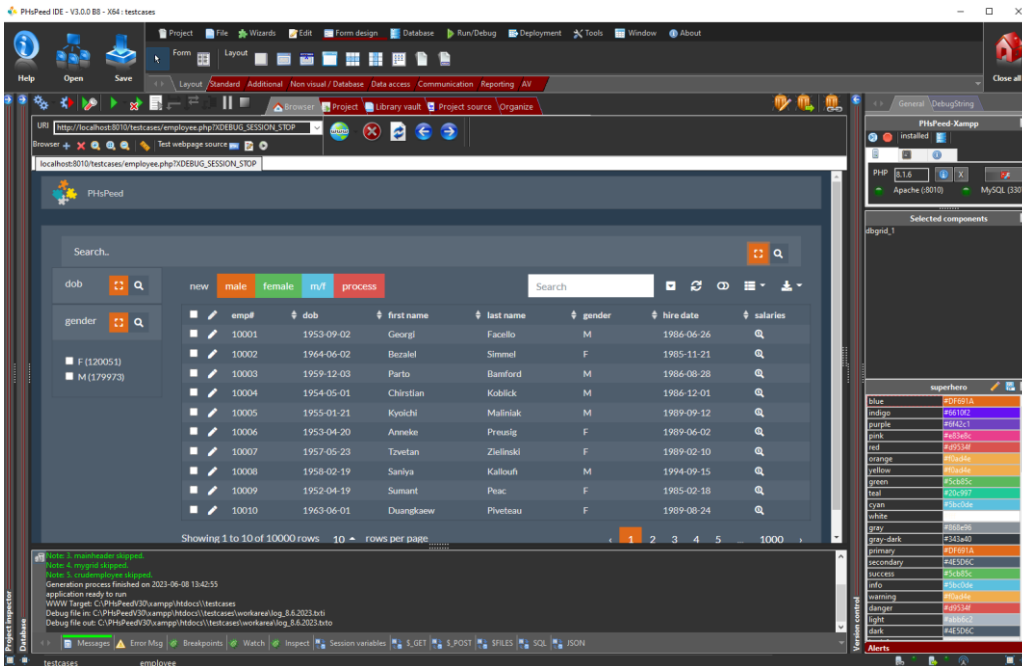 PHsPeed IDE - V3.0.0 B8 - X64 : testcases
Help Open Save
Project File Wizards Edit Form design Database Run/Debug Deployment Tools Window About
Form Layout
Close all
Layout Standard Additional Non visual / Database Data access Communication Reporting AV
Browser Project Library vault Project source Organize
URI http://localhost:8010/testcases/employee.php?XDEBUG_SESSION_STOP
Browser Test webpage source
localhost:8010/testcases/employee.php?XDEBUG_SESSION_STOP
PHsPeed
Search..
dob
gender
F (120051)
M (179973)
new male female m/f process Search
emp# dob first name last name gender hire date salaries
10001 1953-09-02 Georgi Facello M 1986-06-26
10002 1964-06-02 Bezalel Simmel F 1985-11-21
10003 1959-12-03 Parto Bamford M 1986-08-28
10004 1954-05-01 Chirstian Koblick M 1986-12-01
10005 1955-01-21 Kyoichi Maliniak M 1989-09-12
10006 1953-04-20 Anneke Preusig F 1989-06-02
10007 1957-05-23 Tzvetan Zielinski F 1989-02-10
10008 1958-02-19 Saniya Kalloufi M 1994-09-15
10009 1952-04-19 Sumant Peac F 1985-02-18
10010 1963-06-01 Duangkaew Piveteau F 1989-08-24
Showing 1 to 10 of 10000 rows 10 rows per page ‹ 1 2 3 4 5 ... 1000 ›
Note: 3. mainheader skipped.
Note: 4. mygrid skipped.
Note: 5. crudemployee skipped.
Generation process finished on 2023-06-08 13:42:55
application ready to run
WWW Target: C:\PHsPeedV30\xampp\htdocs\\testcases
Debug file in: C:\PHsPeedV30\xampp\htdocs\\testcases\workarea\log_8.6.2023.txti
Debug file out: C:\PHsPeedV30\xampp\htdocs\\testcases\workarea\log_8.6.2023.txto
Messages Error Msg Breakpoints Watch Inspect Session variables $_GET $_POST $FILES SQL JSON
Project inspector
Database
testcases employee
Version control
General DebugString
PHsPeed-Xampp
installed
PHP 8.1.6 X
Apache (:8010) MySQL (330
Selected components
dbgrid_1
superhero
blue #DF691A
indigo #6610f2
purple #6f42c1
pink #e83e8c
red #d9534f
orange #f0ad4e
yellow #f0ad4e
green #5cb85c
teal #20c997
cyan #5bc0de
white
gray #868e96
gray-dark #343a40
primary #DF691A
secondary #4E5D6C
success #5cb85c
info #5bc0de
warning #f0ad4e
danger #d9534f
light #abb6c2
dark #4E5D6C
Alerts